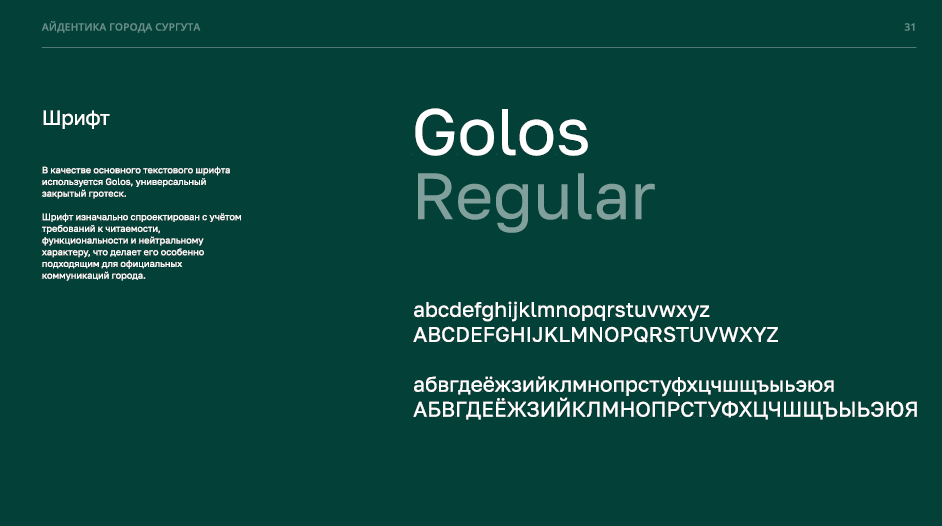 АЙДЕНТИКА ГОРОДА СУРГУТА
31
Шрифт
В качестве основного текстового шрифта
используется Golos, универсальный
закрытый гротеск.
Шрифт изначально спроектирован с учётом
требований к читаемости,
функциональности и нейтральному
характеру, что делает его особенно
подходящим для официальных
коммуникаций города.
Golos
Regular
abcdefghijklmnopqrstuvwxyz
ABCDEFGHIJKLMNOPQRSTUVWXYZ
абвгдеёжзийклмнопрстуфхцчшщъыьэюя
АБВГДЕЁЖЗИЙКЛМНОПРСТУФХЦЧШЩЪЫЬЭЮЯ